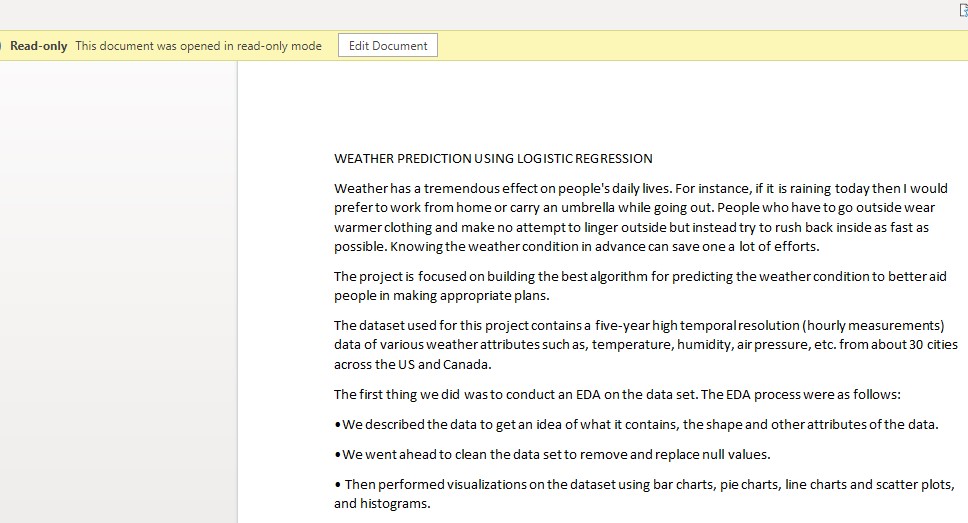 Read-only This document was opened in read-only mode Edit Document
WEATHER PREDICTION USING LOGISTIC REGRESSION
Weather has a tremendous effect on people's daily lives. For instance, if it is raining today then I would
prefer to work from home or carry an umbrella while going out. People who have to go outside wear
warmer clothing and make no attempt to linger outside but instead try to rush back inside as fast as
possible. Knowing the weather condition in advance can save one a lot of efforts.
The project is focused on building the best algorithm for predicting the weather condition to better aid
people in making appropriate plans.
The dataset used for this project contains a five-year high temporal resolution (hourly measurements)
data of various weather attributes such as, temperature, humidity, air pressure, etc. from about 30 cities
across the US and Canada.
The first thing we did was to conduct an EDA on the data set. The EDA process were as follows:
•We described the data to get an idea of what it contains, the shape and other attributes of the data.
•We went ahead to clean the data set to remove and replace null values.
• Then performed visualizations on the dataset using bar charts, pie charts, line charts and scatter plots,
and histograms.